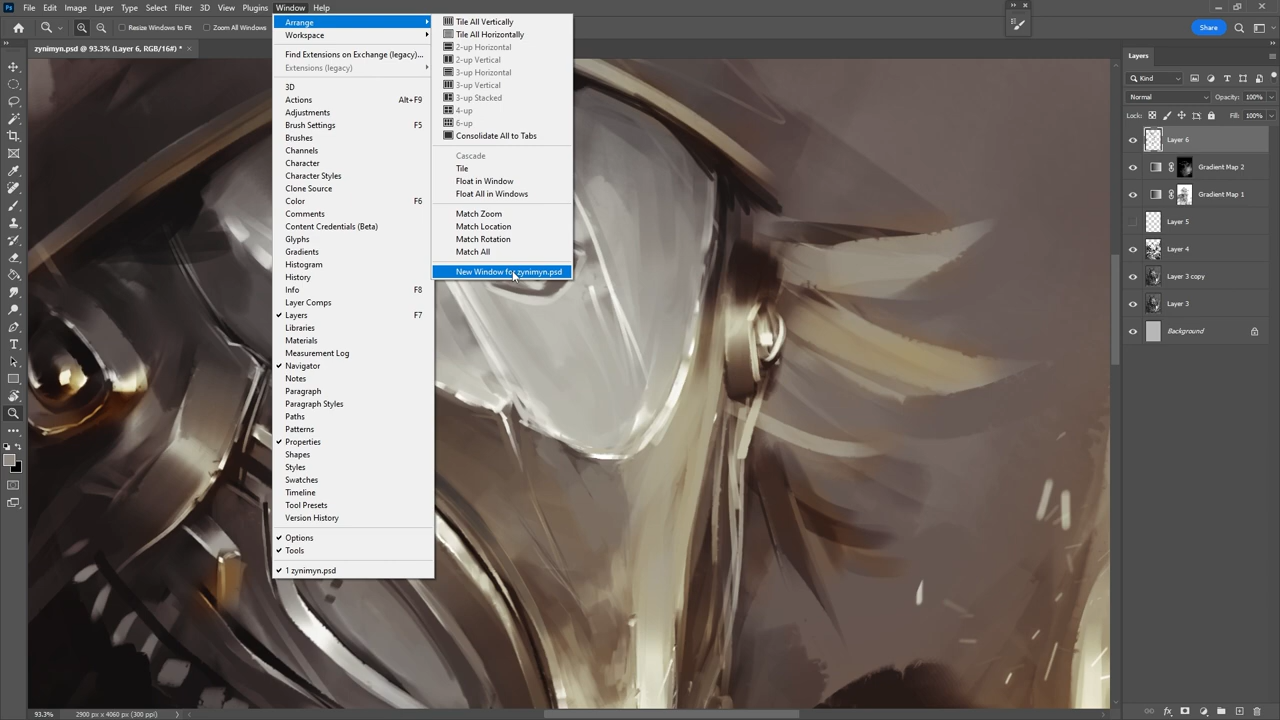 Ps File Edit Image Layer Type Select Filter 3D View Plugins Window Help
Resize Windows to Fit Zoom All Windows
Share
zynimyn.psd @ 93.3% (Layer 6, RGB/16#) *
Arrange
Workspace
Find Extensions on Exchange (legacy)...
Extensions (legacy)
3D
Actions Alt+F9
Adjustments
Brush Settings F5
Brushes
Channels
Character
Character Styles
Clone Source
Color F6
Comments
Content Credentials (Beta)
Glyphs
Gradients
Histogram
History
Info F8
Layer Comps
Layers F7
Libraries
Materials
Measurement Log
Navigator
Notes
Paragraph
Paragraph Styles
Paths
Patterns
Properties
Shapes
Styles
Swatches
Timeline
Tool Presets
Version History
Options
Tools
1 zynimyn.psd
Tile All Vertically
Tile All Horizontally
2-up Horizontal
2-up Vertical
3-up Horizontal
3-up Vertical
3-up Stacked
4-up
6-up
Consolidate All to Tabs
Cascade
Tile
Float in Window
Float All in Windows
Match Zoom
Match Location
Match Rotation
Match All
New Window for zynimyn.psd
Layers
Kind
Normal Opacity: 100%
Lock: Fill: 100%
Layer 6
Gradient Map 2
Gradient Map 1
Layer 5
Layer 4
Layer 3 copy
Layer 3
Background
93.3% 2900 px x 4060 px (300 ppi)